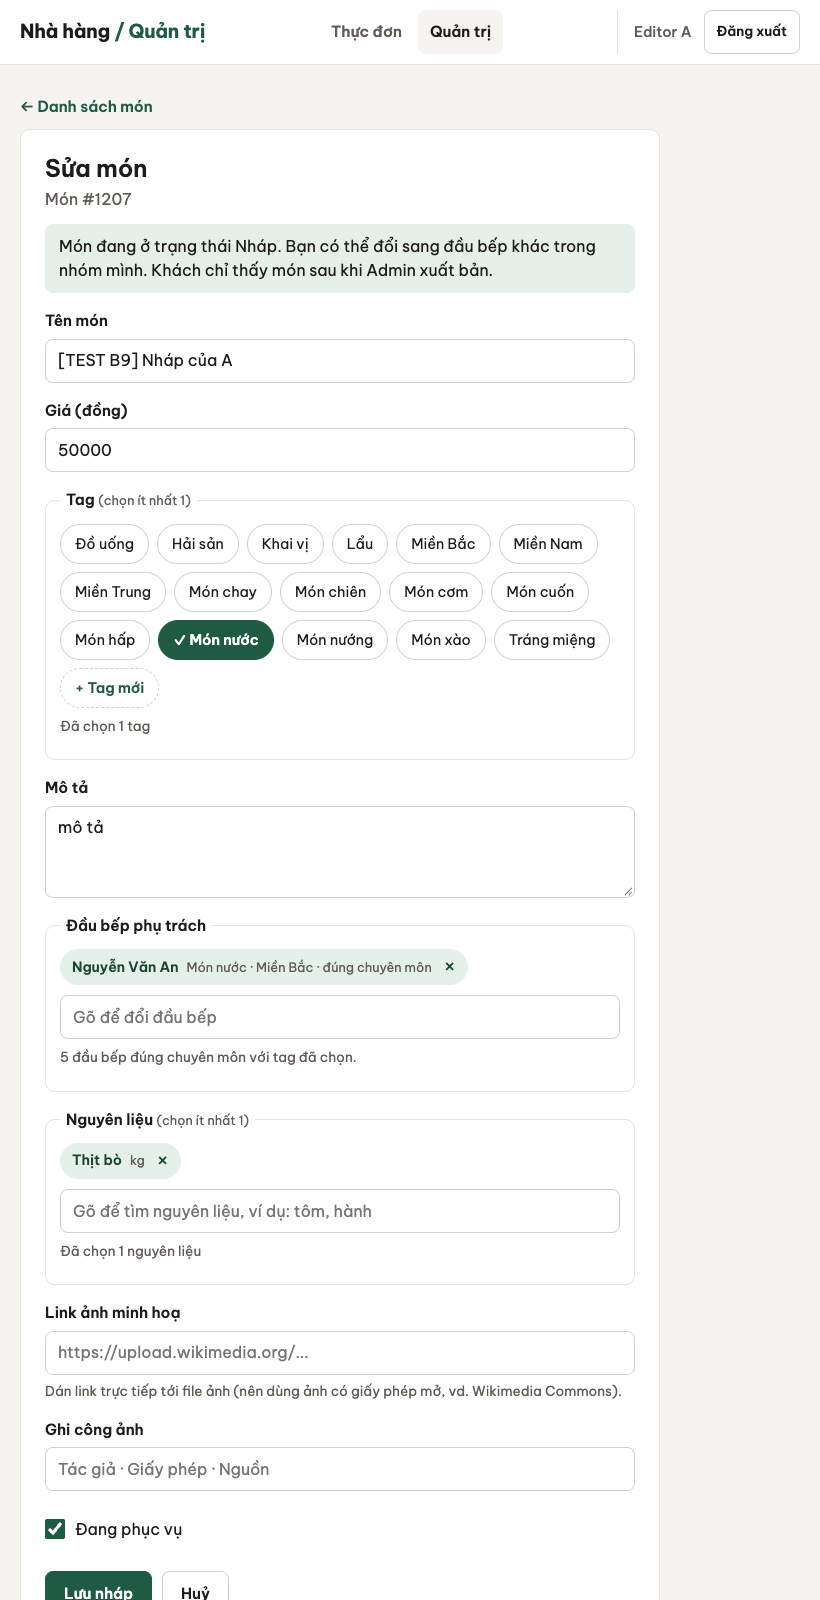 Nhà hàng / Quản trị
Thực đơn
Quản trị
Editor A
Đăng xuất
← Danh sách món
Sửa món
Món #1207
Món đang ở trạng thái Nháp. Bạn có thể đổi sang đầu bếp khác trong
nhóm mình. Khách chỉ thấy món sau khi Admin xuất bản.
Tên món
[TEST B9] Nháp của A
Giá (đồng)
50000
Tag (chọn ít nhất 1)
Đồ uống Hải sản Khai vị Lẩu Miền Bắc Miền Nam
Miền Trung Món chay Món chiên Món cơm Món cuốn
Món hấp ✓ Món nước Món nướng Món xào Tráng miệng
+ Tag mới
Đã chọn 1 tag
Mô tả
mô tả
Đầu bếp phụ trách
Nguyễn Văn An Món nước · Miền Bắc · đúng chuyên môn ×
Gõ để đổi đầu bếp
5 đầu bếp đúng chuyên môn với tag đã chọn.
Nguyên liệu (chọn ít nhất 1)
Thịt bò kg ×
Gõ để tìm nguyên liệu, ví dụ: tôm, hành
Đã chọn 1 nguyên liệu
Link ảnh minh hoạ
https://upload.wikimedia.org/...
Dán link trực tiếp tới file ảnh (nên dùng ảnh có giấy phép mở, vd. Wikimedia Commons).
Ghi công ảnh
Tác giả · Giấy phép · Nguồn
Đang phục vụ
Lưu nháp Huỷ